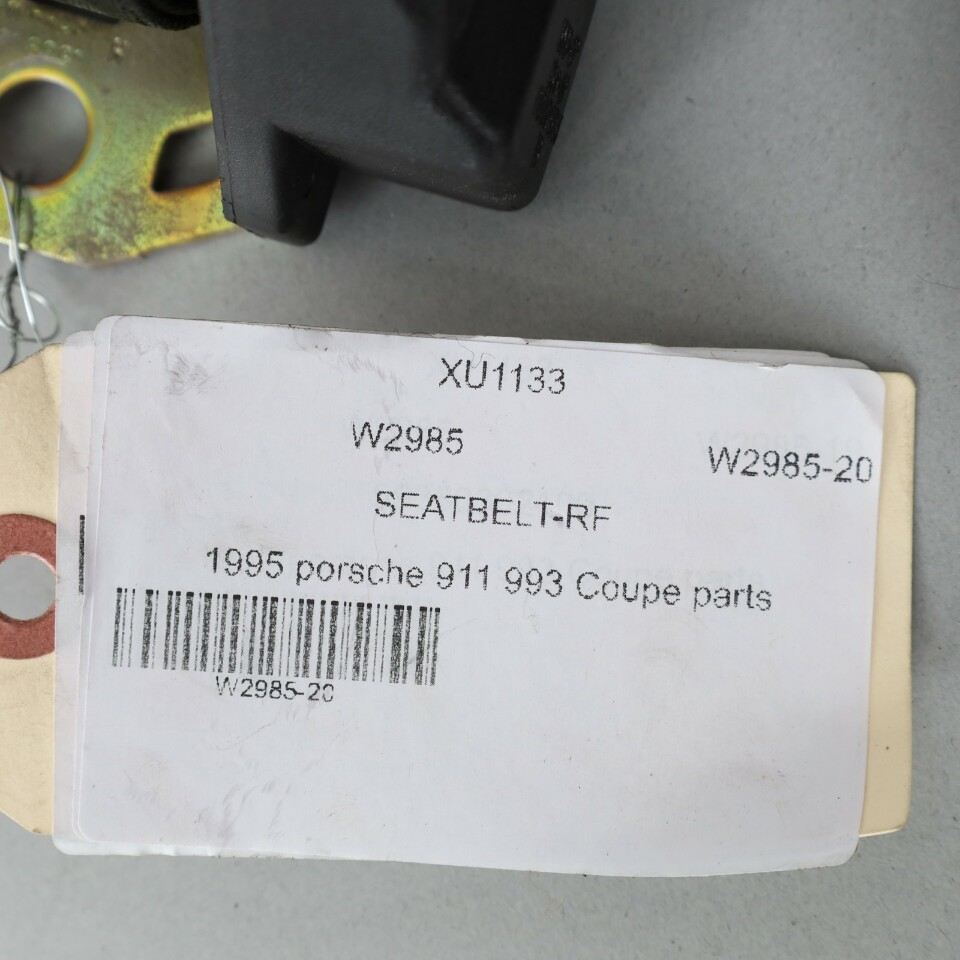 XU1133
W2985
W2985-20
SEATBELT-RF
1995 porsche 911 993 Coupe parts
W2985-20